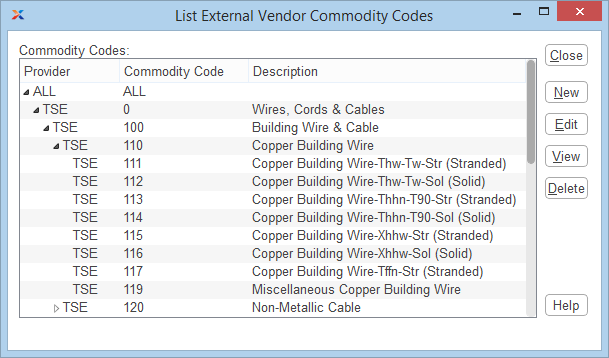 List External Vendor Commodity Codes
Commodity Codes:
Provider Commodity Code Description
ALL ALL
TSE 0 Wires, Cords & Cables
TSE 100 Building Wire & Cable
TSE 110 Copper Building Wire
TSE 111 Copper Building Wire-Thw-Tw-Str (Stranded)
TSE 112 Copper Building Wire-Thw-Tw-Sol (Solid)
TSE 113 Copper Building Wire-Thhn-T90-Str (Stranded)
TSE 114 Copper Building Wire-Thhn-T90-Sol (Solid)
TSE 115 Copper Building Wire-Xhhw-Str (Stranded)
TSE 116 Copper Building Wire-Xhhw-Sol (Solid)
TSE 117 Copper Building Wire-Tffn-Str (Stranded)
TSE 119 Miscellaneous Copper Building Wire
TSE 120 Non-Metallic Cable
Close
New
Edit
View
Delete
Help